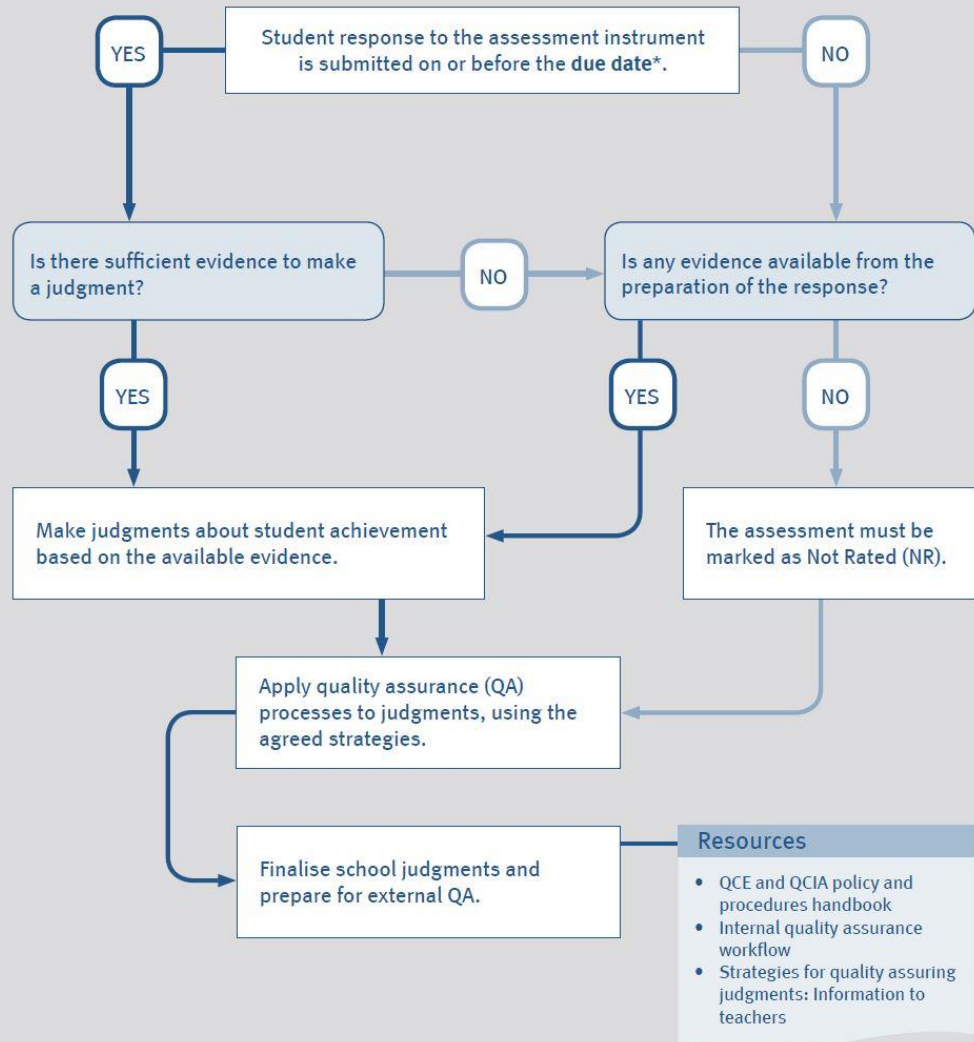 YES
Student response to the assessment instrument
is submitted on or before the due date*.
NO
Is there sufficient evidence to make
a judgment?
NO
Is any evidence available from the
preparation of the response?
YES
YES
NO
Make judgments about student achievement
based on the available evidence.
The assessment must be
marked as Not Rated (NR).
Apply quality assurance (QA)
processes to judgments, using the
agreed strategies.
Finalise school judgments and
prepare for external QA.
Resources
• QCE and QCIA policy and
procedures handbook
• Internal quality assurance
workflow
• Strategies for quality assuring
judgments: Information to
teachers